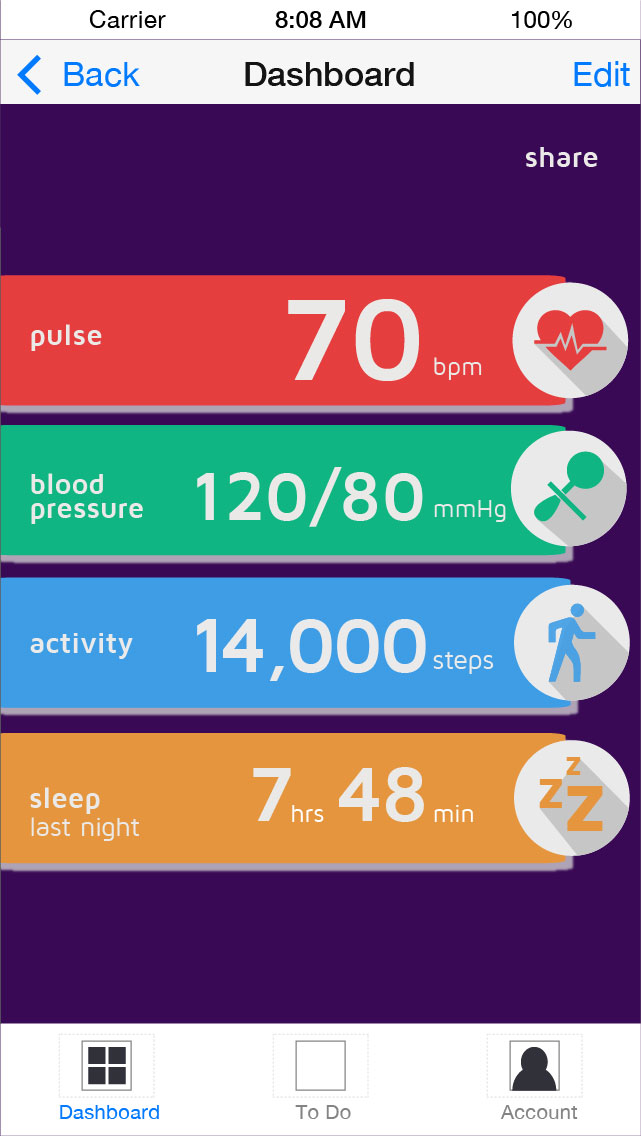 Carrier 8:08 AM 100%
Back Dashboard Edit
share
pulse 70 bpm
blood
pressure 120/80 mmHg
activity 14,000 steps
sleep 7 hrs 48 min
last night
z
z
z
Dashboard To Do Account